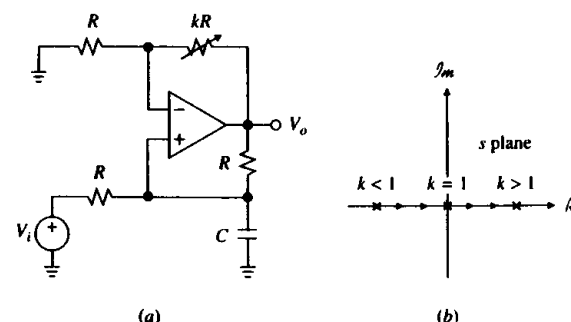 R
kR
−
+
V_o
R
R
V_i
+
C
(a)
𝓘m
s plane
k < 1
k = 1
k > 1
(b)